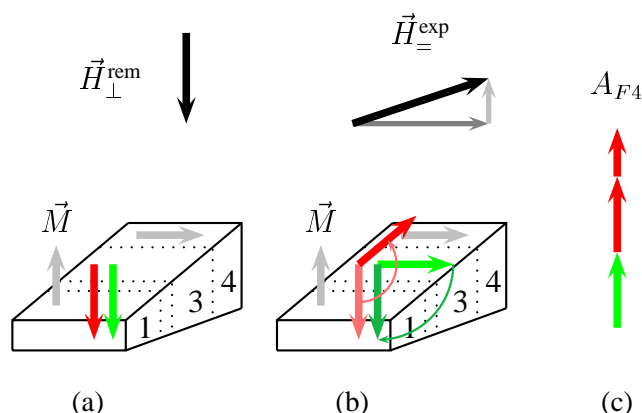 $\vec{H}_{\perp}^{\text{rem}}$
$\vec{H}_{=}^{\text{exp}}$
$A_{F4}$
$\vec{M}$
$\vec{M}$
1 3 4
1 3 4
(a) (b) (c)